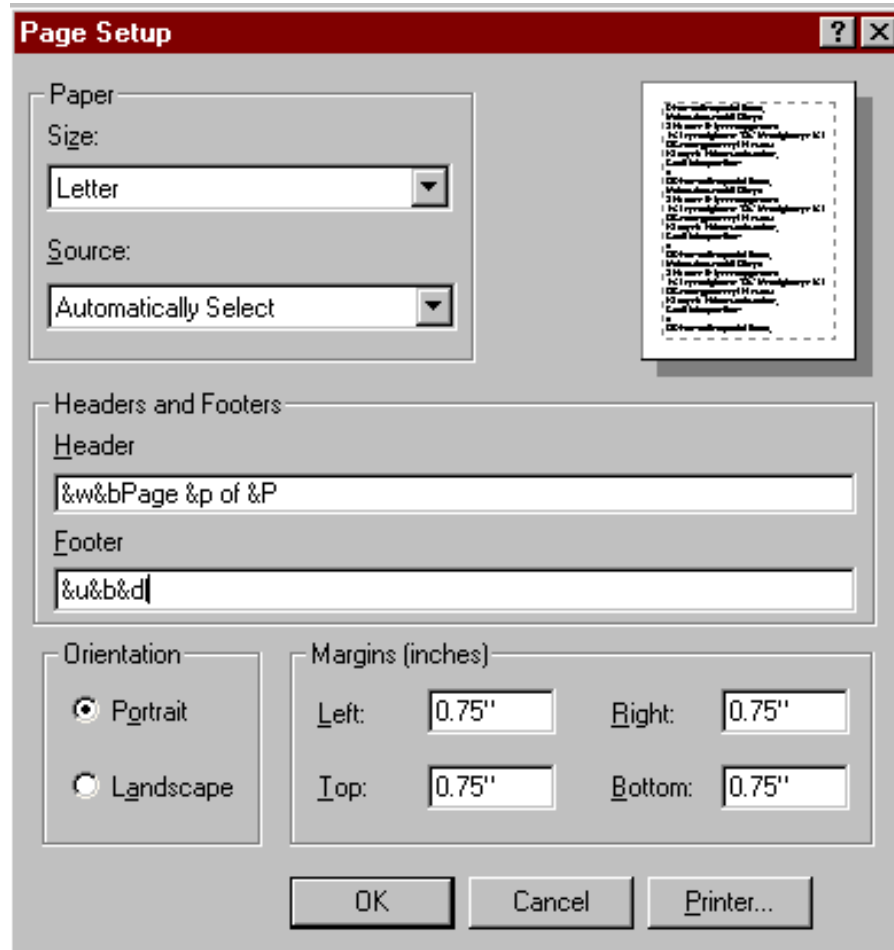 Page Setup
Paper
Size:
Letter
Source:
Automatically Select
Headers and Footers
Header
&w&bPage &p of &P
Footer
&u&b&d
Orientation
Portrait
Landscape
Margins (inches)
Left: 0.75" Right: 0.75"
Top: 0.75" Bottom: 0.75"
OK Cancel Printer...